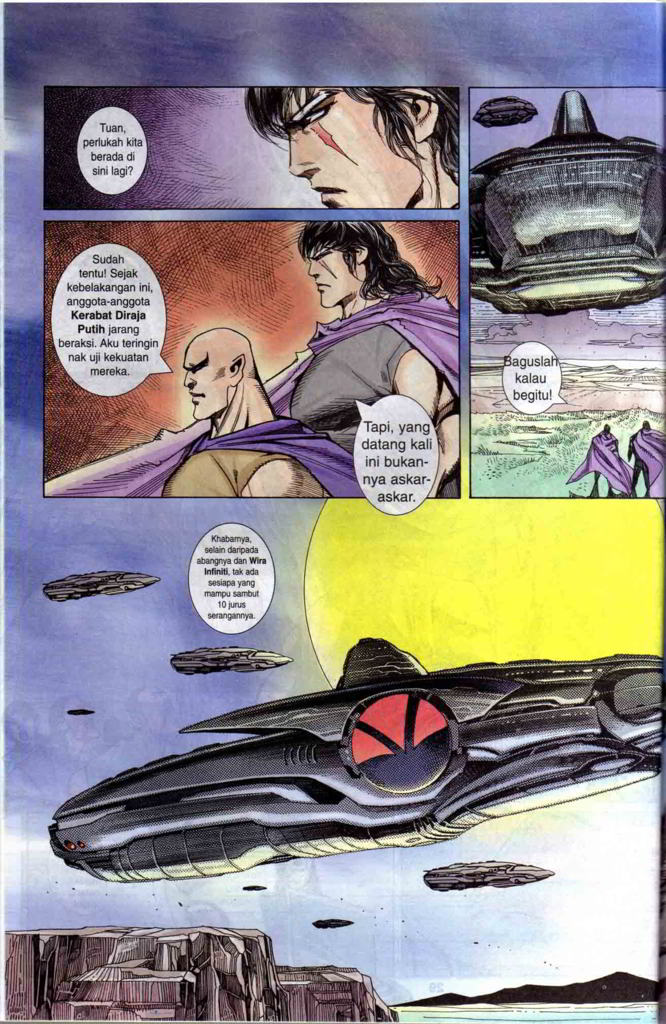 Tuan,
perlukah kita
berada di
sini lagi?
Sudah
tentu! Sejak
kebelakangan ini,
anggota-anggota
Kerabat Diraja
Putih jarang
beraksi. Aku teringin
nak uji kekuatan
mereka.
Tapi, yang
datang kali
ini bukan-
nya askar-
askar.
Baguslah
kalau
begitu!
Khabarnya,
selain daripada
abangnya dan Wira
Infiniti, tak ada
sesiapa yang
mampu sambut
10 jurus
serangannya.